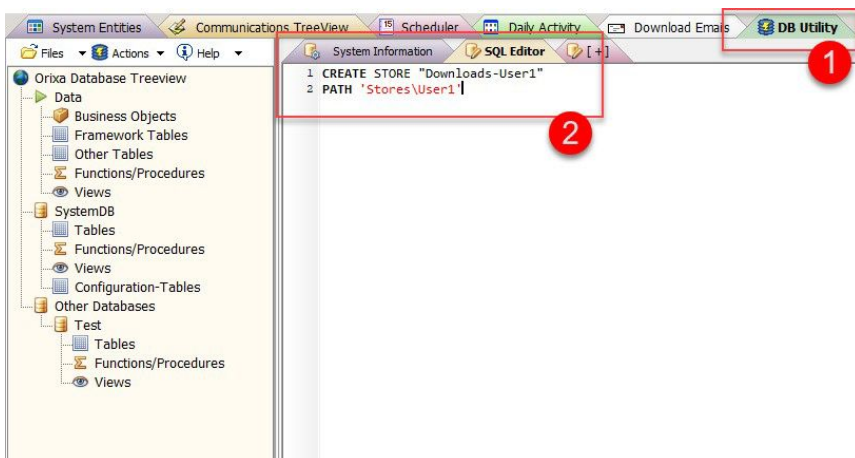 System Entities Communications TreeView 15 Scheduler Daily Activity Download Emails DB Utility
1
Files Actions Help
System Information SQL Editor [+]
Orixa Database Treeview
Data
Business Objects
Framework Tables
Other Tables
Functions/Procedures
Views
SystemDB
Tables
Functions/Procedures
Views
Configuration-Tables
Other Databases
Test
Tables
Functions/Procedures
Views
1 CREATE STORE "Downloads-User1"
2 PATH 'Stores\User1'
2